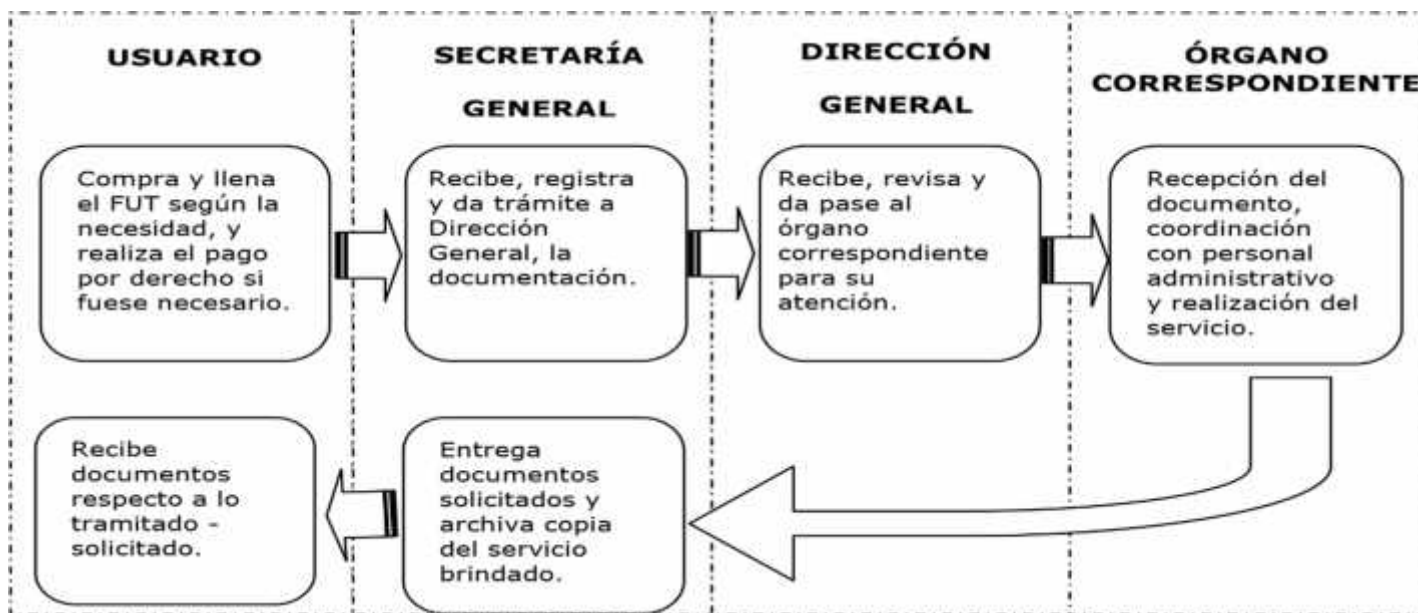 USUARIO
SECRETARÍA
GENERAL
DIRECCIÓN
GENERAL
ÓRGANO
CORRESPONDIENTE
Compra y llena
el FUT según la
necesidad, y
realiza el pago
por derecho si
fuese necesario.
Recibe, registra
y da trámite a
Dirección
General, la
documentación.
Recibe, revisa y
da pase al
órgano
correspondiente
para su
atención.
Recepción del
documento,
coordinación
con personal
administrativo
y realización del
servicio.
Recibe
documentos
respecto a lo
tramitado -
solicitado.
Entrega
documentos
solicitados y
archiva copia
del servicio
brindado.